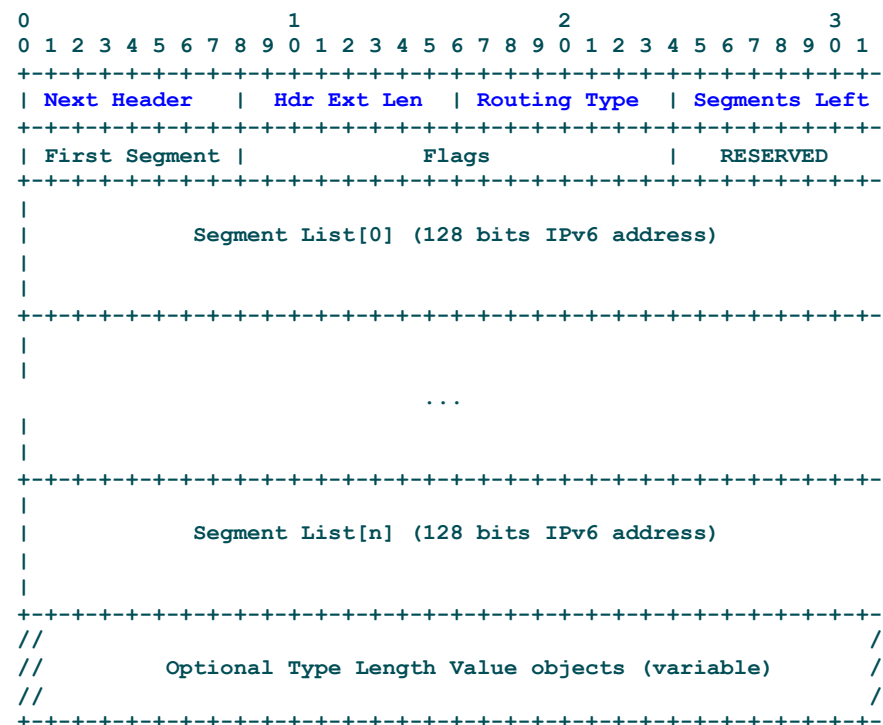 0                   1                   2                   3
0 1 2 3 4 5 6 7 8 9 0 1 2 3 4 5 6 7 8 9 0 1 2 3 4 5 6 7 8 9 0 1
+-+-+-+-+-+-+-+-+-+-+-+-+-+-+-+-+-+-+-+-+-+-+-+-+-+-+-+-+-+-+-+-
| Next Header   |  Hdr Ext Len  | Routing Type  | Segments Left
+-+-+-+-+-+-+-+-+-+-+-+-+-+-+-+-+-+-+-+-+-+-+-+-+-+-+-+-+-+-+-+-
| First Segment |             Flags             |   RESERVED
+-+-+-+-+-+-+-+-+-+-+-+-+-+-+-+-+-+-+-+-+-+-+-+-+-+-+-+-+-+-+-+-
|
|            Segment List[0] (128 bits IPv6 address)
|
|
+-+-+-+-+-+-+-+-+-+-+-+-+-+-+-+-+-+-+-+-+-+-+-+-+-+-+-+-+-+-+-+-
|
|
                              ...
|
|
+-+-+-+-+-+-+-+-+-+-+-+-+-+-+-+-+-+-+-+-+-+-+-+-+-+-+-+-+-+-+-+-
|
|            Segment List[n] (128 bits IPv6 address)
|
|
+-+-+-+-+-+-+-+-+-+-+-+-+-+-+-+-+-+-+-+-+-+-+-+-+-+-+-+-+-+-+-+-
//                                                             /
//         Optional Type Length Value objects (variable)       /
//                                                             /
+-+-+-+-+-+-+-+-+-+-+-+-+-+-+-+-+-+-+-+-+-+-+-+-+-+-+-+-+-+-+-+-